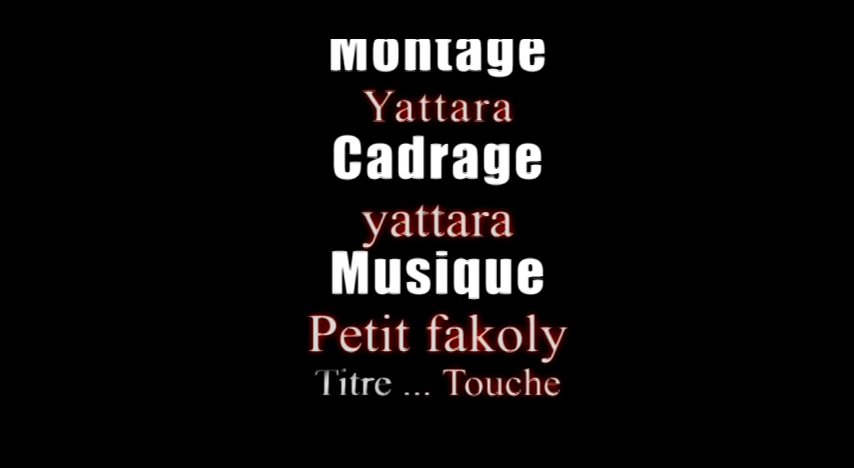 Montage
Yattara
Cadrage
yattara
Musique
Petit fakoly
Titre ... Touche